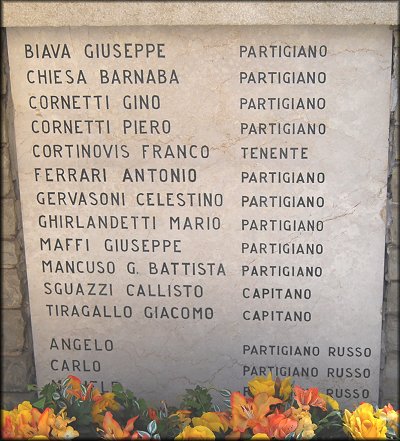 BIAVA GIUSEPPE PARTIGIANO
CHIESA BARNABA PARTIGIANO
CORNETTI GINO PARTIGIANO
CORNETTI PIERO PARTIGIANO
CORTINOVIS FRANCO TENENTE
FERRARI ANTONIO PARTIGIANO
GERVASONI CELESTINO PARTIGIANO
GHIRLANDETTI MARIO PARTIGIANO
MAFFI GIUSEPPE PARTIGIANO
MANCUSO G. BATTISTA PARTIGIANO
SGUAZZI CALLISTO CAPITANO
TIRAGALLO GIACOMO CAPITANO
ANGELO PARTIGIANO RUSSO
CARLO PARTIGIANO RUSSO
RUSSO